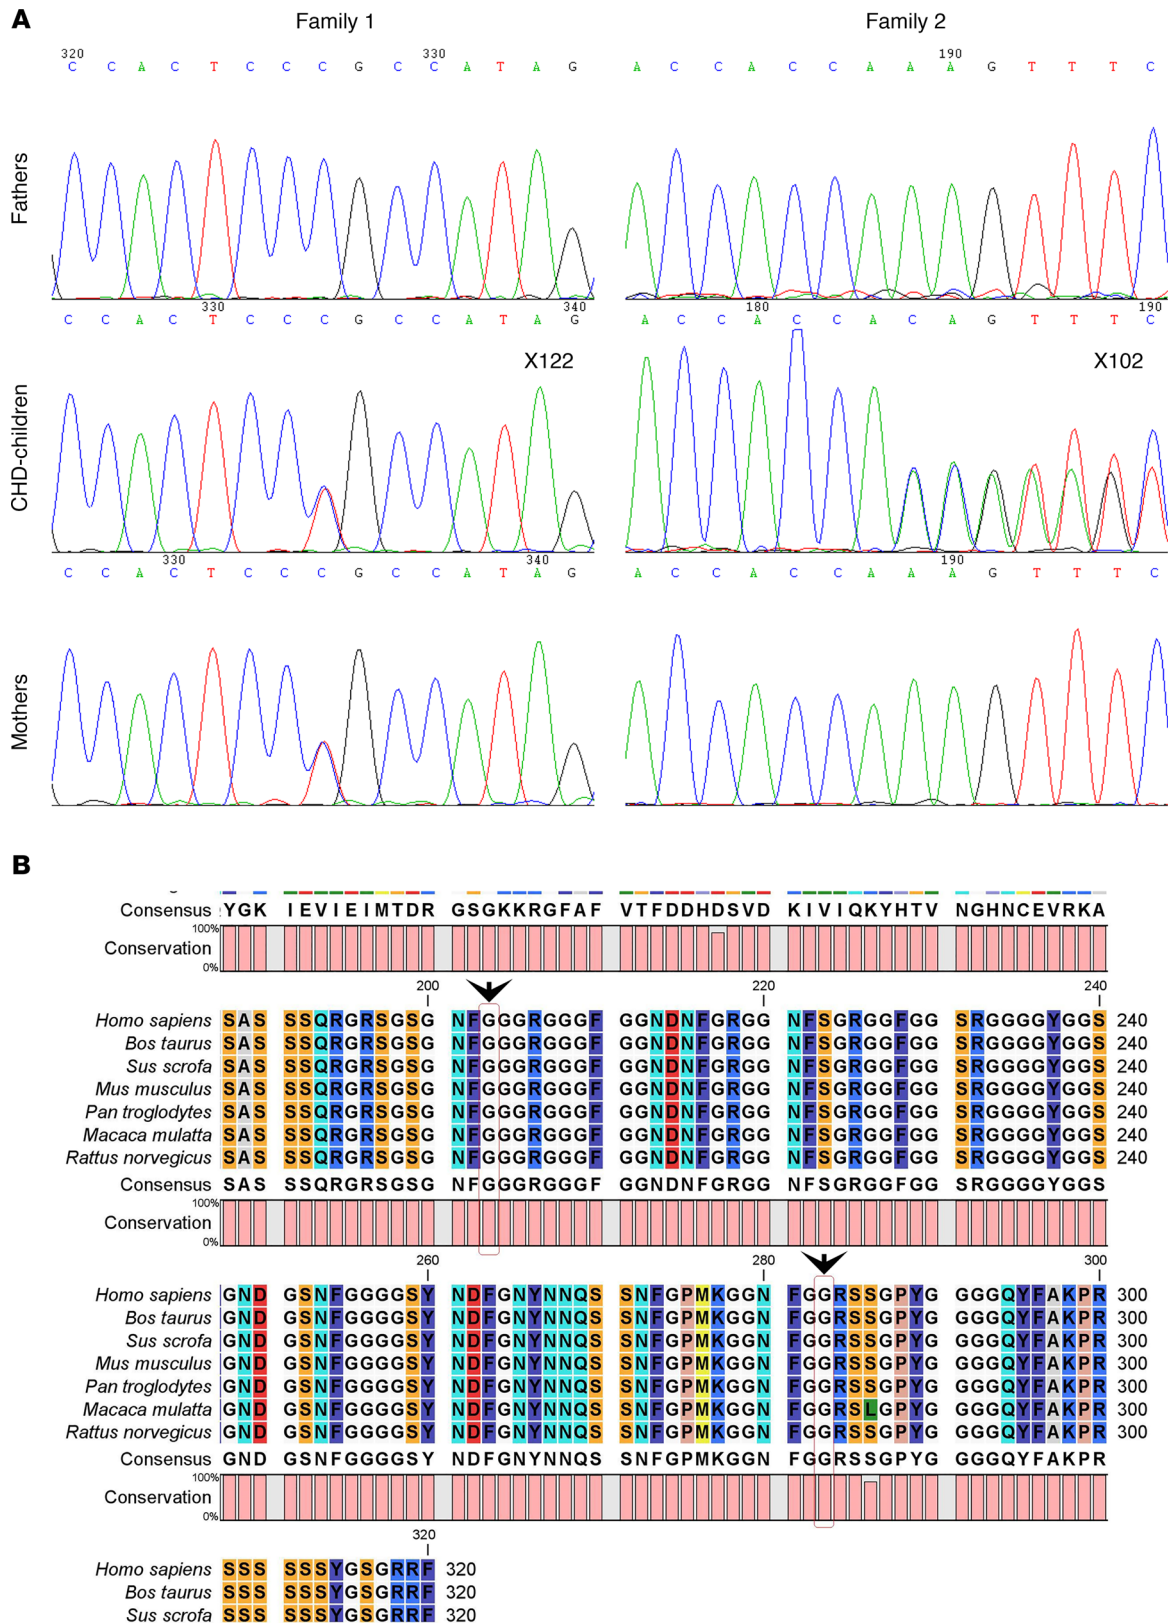 A
Family 1
Family 2
320 330
C C A C T C C C G C C A T A G
190
A C C A C C A A A G T T T C
Fathers
330 340
C C A C T C C C G C C A T A G
180 190
A C C A C C A C A G T T T C
CHD-children
X122
X102
330 340
C C A C T C C C G C C A T A G
190
A C C A C C A A A G T T T C
Mothers
B
Consensus YGK IEVIEIMTDR GSGKKRGFAF VTFDDHDSVD KIVIQKYHTV NGHNCEVRKA
100%
Conservation
0%
200 220 240
Homo sapiens SAS SSQRGRSGSG NFGGGRGGGF GGNDNFGRGG NFSGRGGFGG SRGGGGYGGS 240
Bos taurus SAS SSQRGRSGSG NFGGGRGGGF GGNDNFGRGG NFSGRGGFGG SRGGGGYGGS 240
Sus scrofa SAS SSQRGRSGSG NFGGGRGGGF GGNDNFGRGG NFSGRGGFGG SRGGGGYGGS 240
Mus musculus SAS SSQRGRSGSG NFGGGRGGGF GGNDNFGRGG NFSGRGGFGG SRGGGGYGGS 240
Pan troglodytes SAS SSQRGRSGSG NFGGGRGGGF GGNDNFGRGG NFSGRGGFGG SRGGGGYGGS 240
Macaca mulatta SAS SSQRGRSGSG NFGGGRGGGF GGNDNFGRGG NFSGRGGFGG SRGGGGYGGS 240
Rattus norvegicus SAS SSQRGRSGSG NFGGGRGGGF GGNDNFGRGG NFSGRGGFGG SRGGGGYGGS 240
Consensus SAS SSQRGRSGSG NFGGGRGGGF GGNDNFGRGG NFSGRGGFGG SRGGGGYGGS
100%
Conservation
0%
260 280 300
Homo sapiens GND GSNFGGGGSY NDFGNYNNQS SNFGPMKGGN FGGRSSGPYG GGGQYFAKPR 300
Bos taurus GND GSNFGGGGSY NDFGNYNNQS SNFGPMKGGN FGGRSSGPYG GGGQYFAKPR 300
Sus scrofa GND GSNFGGGGSY NDFGNYNNQS SNFGPMKGGN FGGRSSGPYG GGGQYFAKPR 300
Mus musculus GND GSNFGGGGSY NDFGNYNNQS SNFGPMKGGN FGGRSSGPYG GGGQYFAKPR 300
Pan troglodytes GND GSNFGGGGSY NDFGNYNNQS SNFGPMKGGN FGGRSSGPYG GGGQYFAKPR 300
Macaca mulatta GND GSNFGGGGSY NDFGNYNNQS SNFGPMKGGN FGGRSLGPYG GGGQYFAKPR 300
Rattus norvegicus GND GSNFGGGGSY NDFGNYNNQS SNFGPMKGGN FGGRSSGPYG GGGQYFAKPR 300
Consensus GND GSNFGGGGSY NDFGNYNNQS SNFGPMKGGN FGGRSSGPYG GGGQYFAKPR
100%
Conservation
0%
320
Homo sapiens SSS SSSYGSGRRF 320
Bos taurus SSS SSSYGSGRRF 320
Sus scrofa SSS SSSYGSGRRF 320